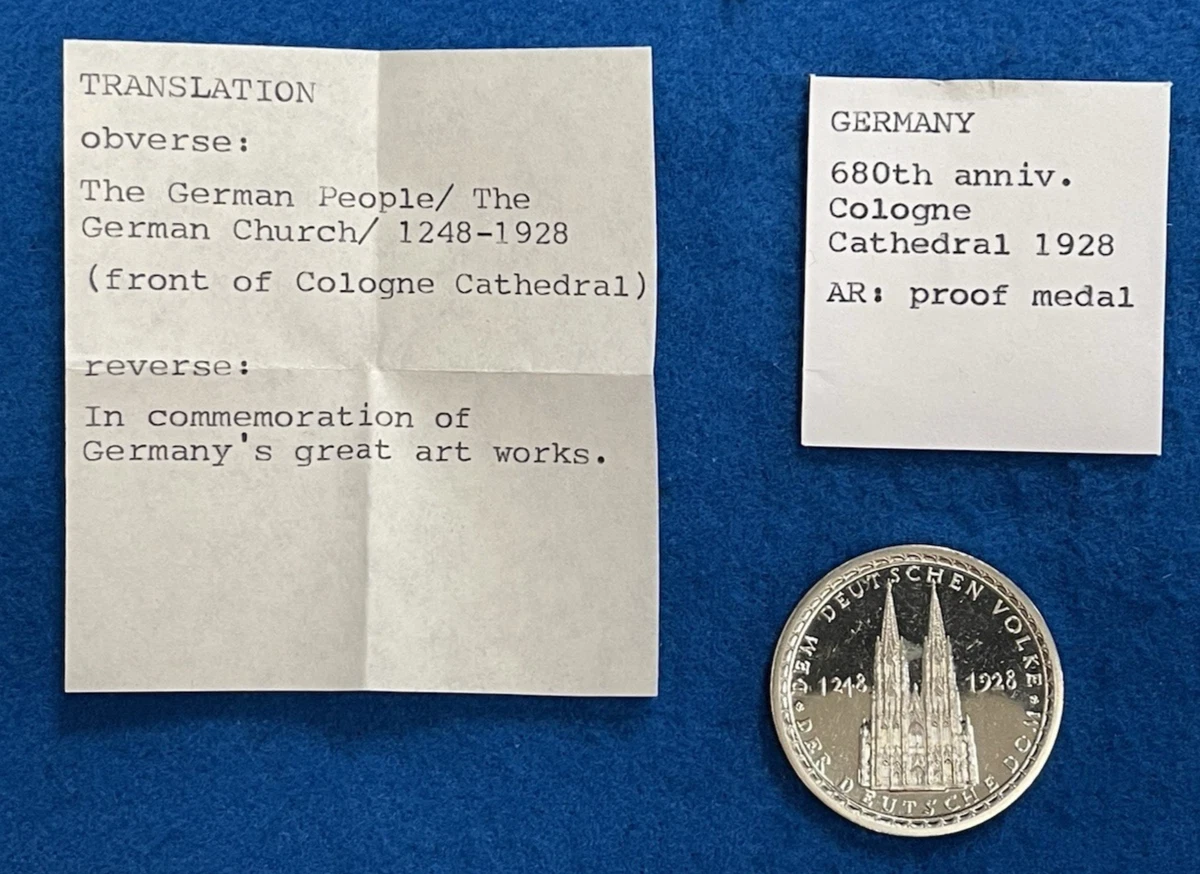 TRANSLATION
obverse:
The German People/ The
German Church/ 1248-1928
(front of Cologne Cathedral)
reverse:
In commemoration of
Germany's great art works.
GERMANY
680th anniv.
Cologne
Cathedral 1928
AR: proof medal
DEM DEUTSCHEN VOLKE
1248 1928
DER DEUTSCHE DOM